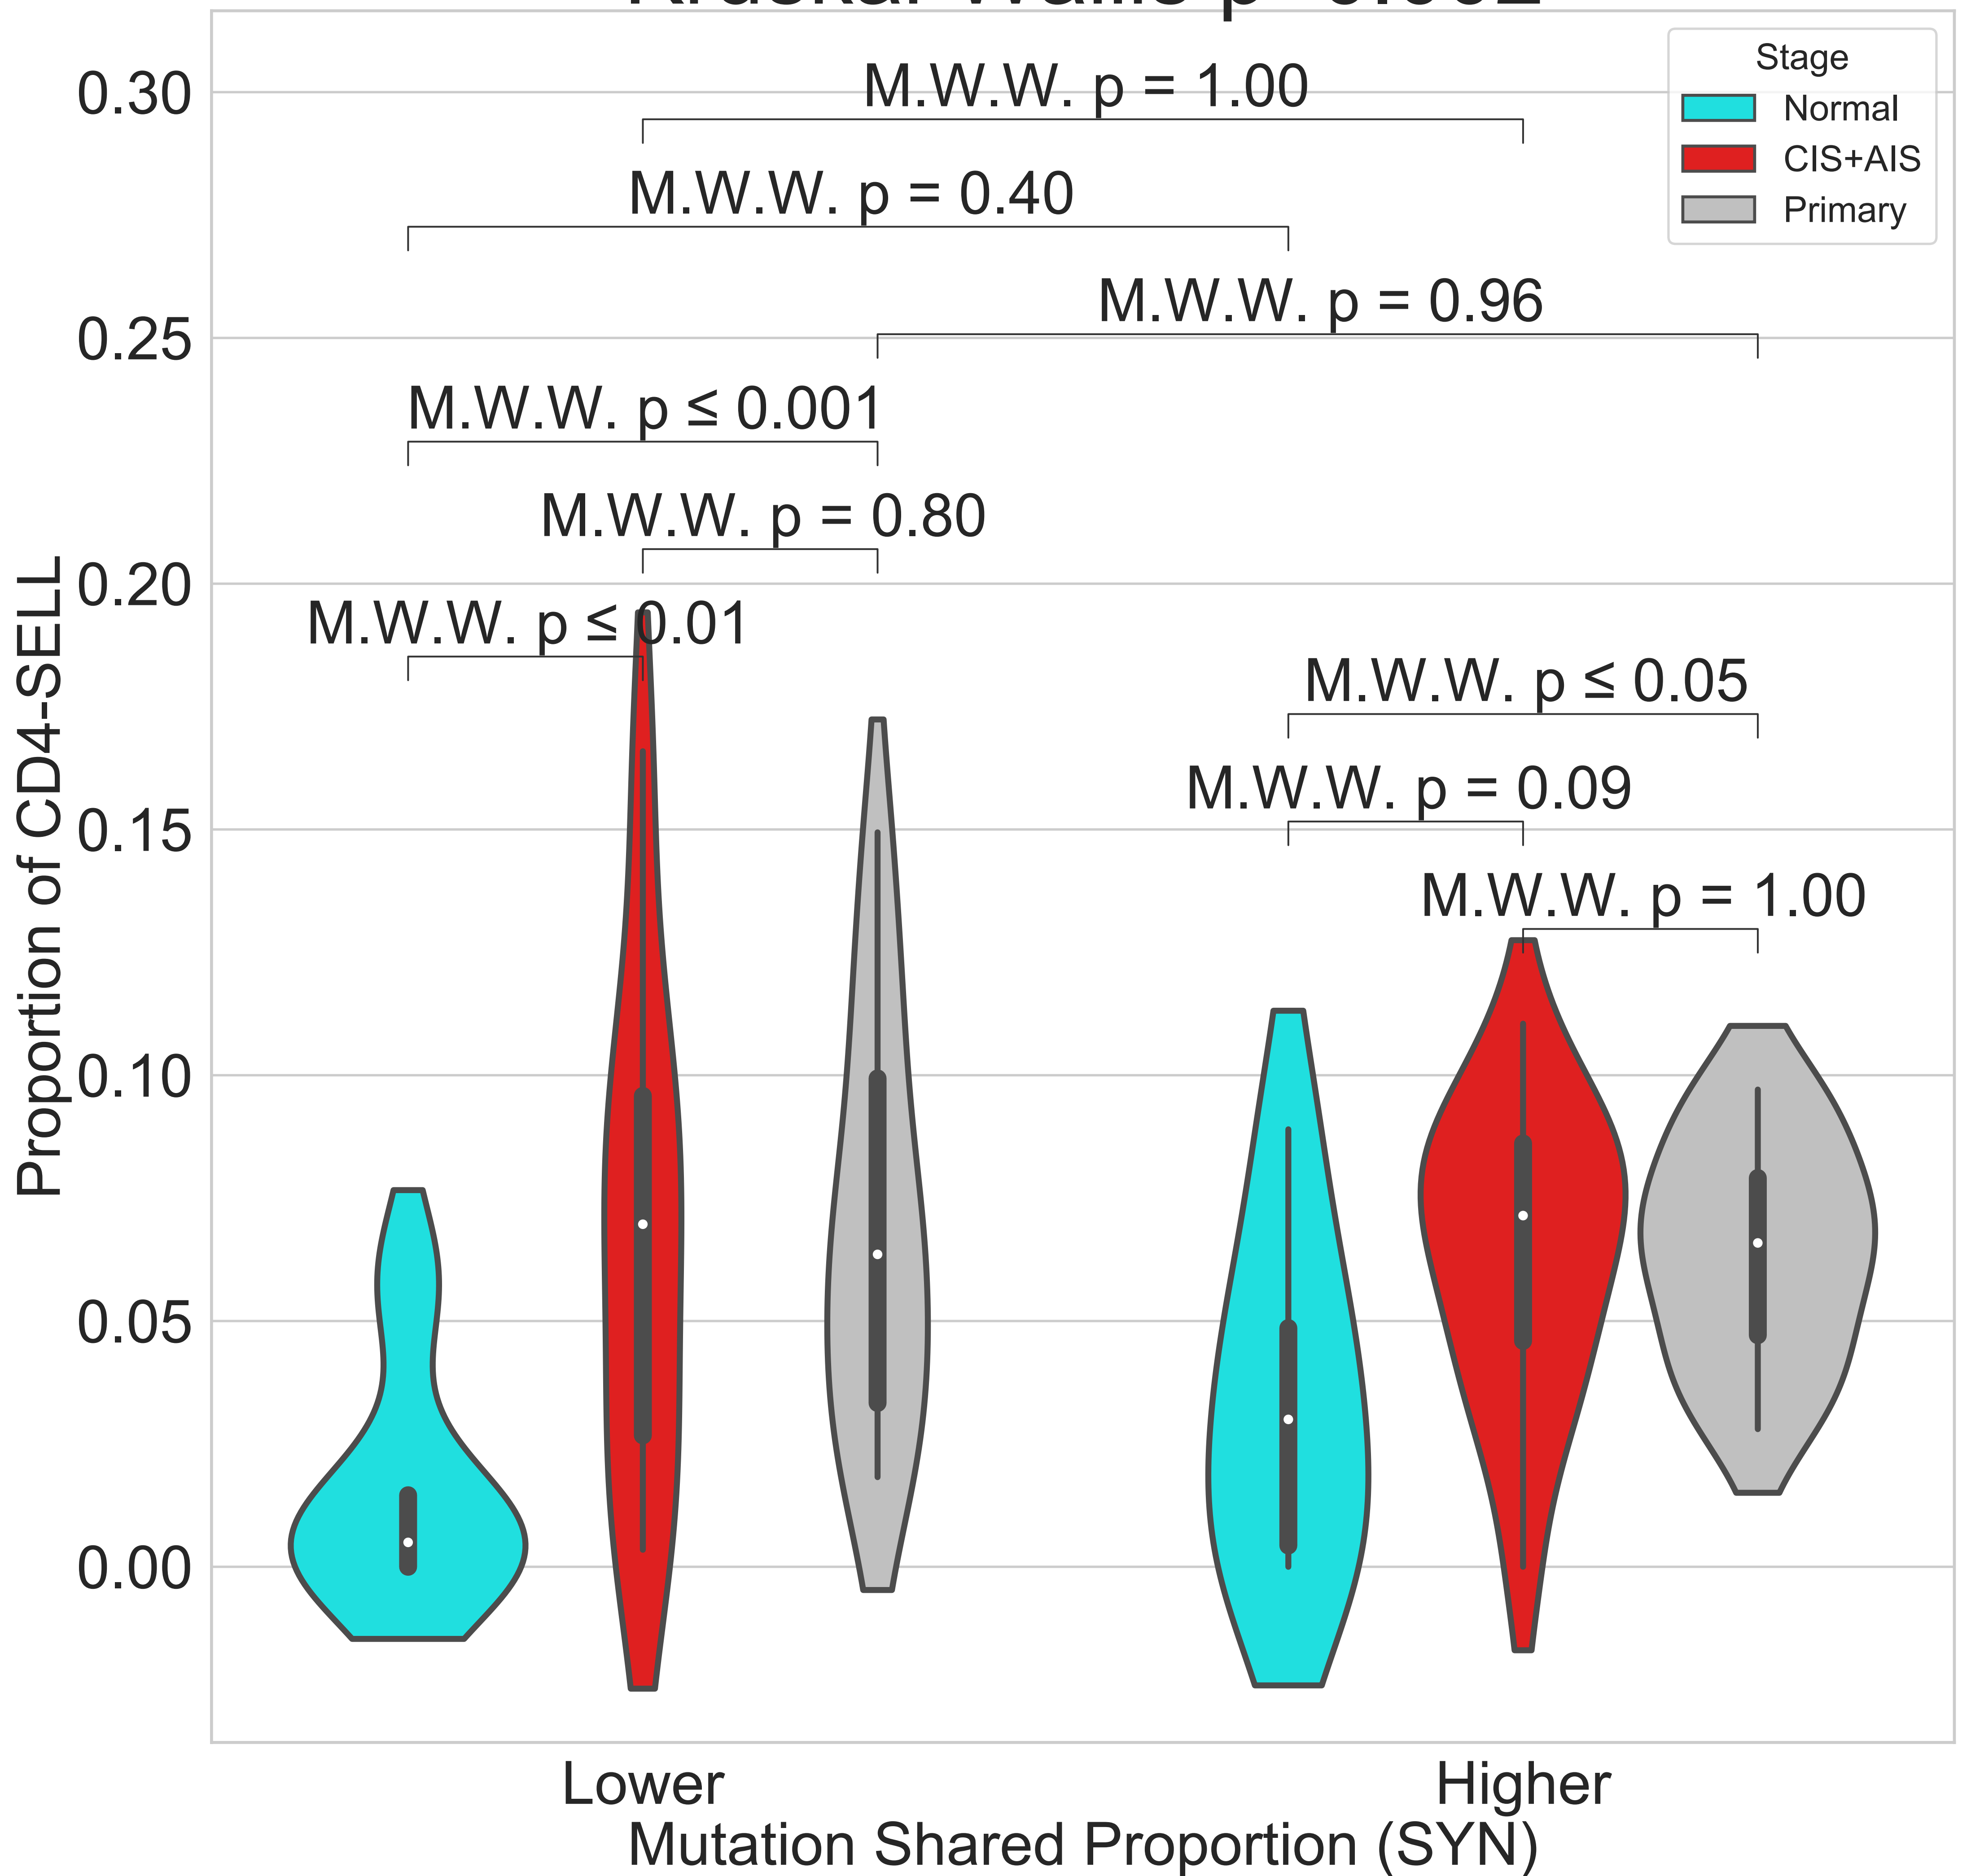 Stage
Normal
CIS+AIS
Primary
M.W.W. p = 1.00
M.W.W. p = 0.40
M.W.W. p = 0.96
M.W.W. p ≤ 0.001
M.W.W. p = 0.80
M.W.W. p ≤ 0.01
M.W.W. p ≤ 0.05
M.W.W. p = 0.09
M.W.W. p = 1.00
0.30
0.25
0.20
0.15
0.10
0.05
0.00
Proportion of CD4-SELL
Lower
Higher
Mutation Shared Proportion (SYN)